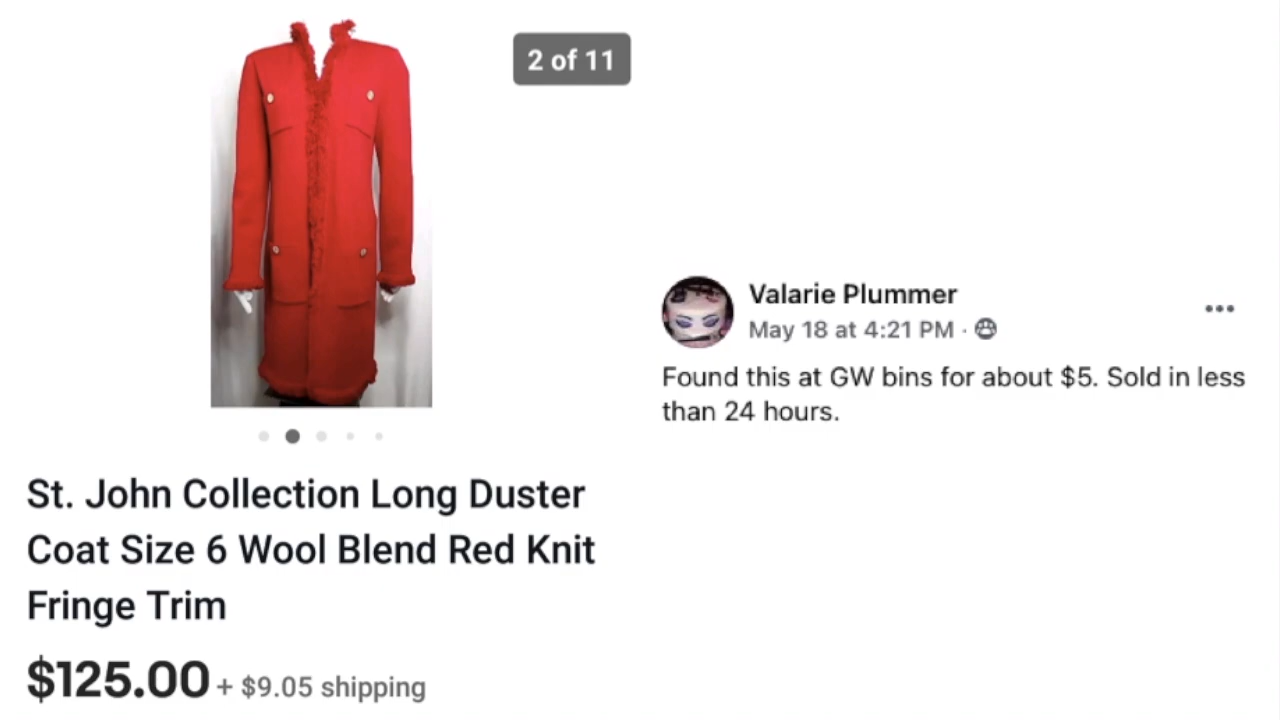 2 of 11
St. John Collection Long Duster
Coat Size 6 Wool Blend Red Knit
Fringe Trim
$125.00 + $9.05 shipping
Valarie Plummer
May 18 at 4:21 PM ·
Found this at GW bins for about $5. Sold in less
than 24 hours.